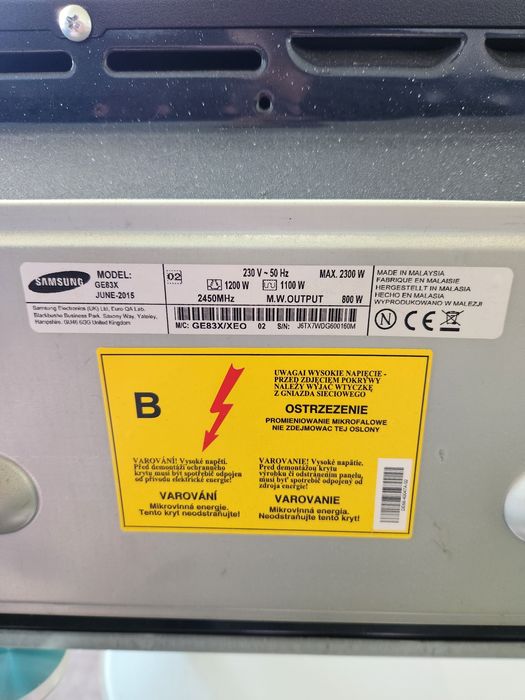 SAMSUNG
MODEL:
GE83X
JUNE-2015
Samsung Electronics (UK) Ltd, Euro QA Lab.
Blackbushe Business Park, Saxony Way, Yateley,
Hampshire. GU46 6GG United Kingdom
02
230 V ~ 50 Hz MAX. 2300 W
1200 W 1100 W
2450MHz M.W.OUTPUT 800 W
M/C: GE83X/XEO 02 S/N: J6TX7WDG600160M
MADE IN MALAYSIA
FABRIQUE EN MALAISIE
HERGESTELLT IN MALASIA
HECHO EN MALASIA
WYPRODUKOWANO W MALEZJI
N CE
B
UWAGA! WYSOKIE NAPIĘCIE -
PRZED ZDJĘCIEM POKRYWY
NALEŻY WYJĄĆ WTYCZKĘ
Z GNIAZDA SIECIOWEGO
OSTRZEZENIE
PROMIENIOWANIE MIKROFALOWE
NIE ZDEJMOWAC TEJ OSLONY
VAROVÁNÍ! Vysoké napětí.
Před demontáží ochranného
krytu musí být spotřebič odpojen
od přívodu elektrické energie!
VAROVÁNÍ
Mikrovlnná energie.
Tento kryt neodstraňujte!
VAROVANIE! Vysoké napätie.
Pred demontážou krytu
výrobku či odstránením panelu,
musí byť spotrebič odpojený od
zdroja energie!
VAROVANIE
Mikrovlnná energia.
Neodstraňujte tento kryt!